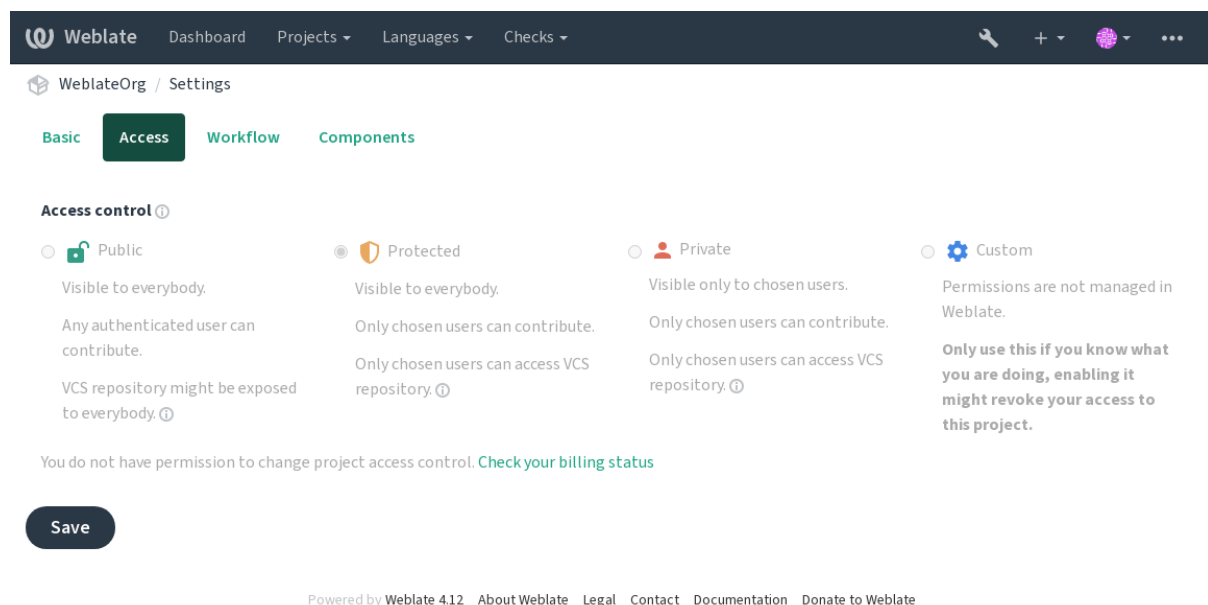 Weblate Dashboard Projects Languages Checks
WeblateOrg / Settings
Basic Access Workflow Components
Access control
Public
Visible to everybody.
Any authenticated user can
contribute.
VCS repository might be exposed
to everybody.
Protected
Visible to everybody.
Only chosen users can contribute.
Only chosen users can access VCS
repository.
Private
Visible only to chosen users.
Only chosen users can contribute.
Only chosen users can access VCS
repository.
Custom
Permissions are not managed in
Weblate.
Only use this if you know what
you are doing, enabling it
might revoke your access to
this project.
You do not have permission to change project access control. Check your billing status
Save
Powered by Weblate 4.12 About Weblate Legal Contact Documentation Donate to Weblate